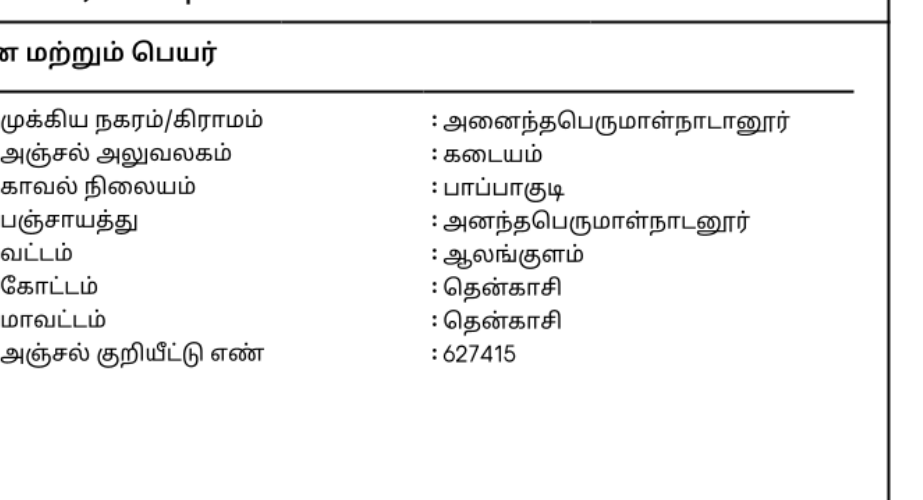 மற்றும் பெயர்
முக்கிய நகரம்/கிராமம் : அனைந்தபெருமாள்நாடானூர்
அஞ்சல் அலுவலகம் : கடையம்
காவல் நிலையம் : பாப்பாகுடி
பஞ்சாயத்து : அனந்தபெருமாள்நாடனூர்
வட்டம் : ஆலங்குளம்
கோட்டம் : தென்காசி
மாவட்டம் : தென்காசி
அஞ்சல் குறியீட்டு எண் : 627415